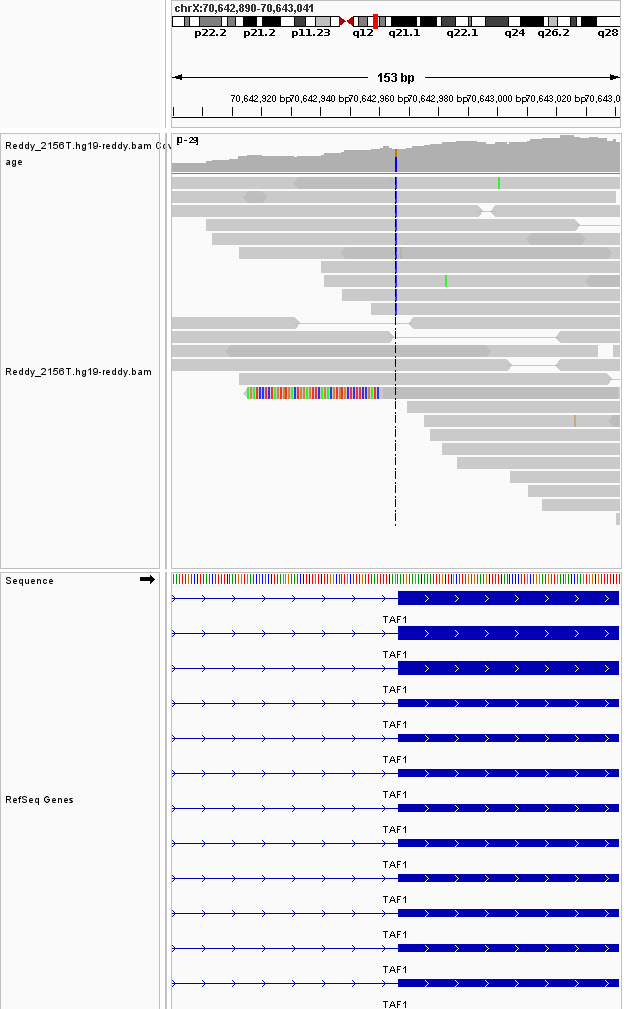 chrX:70,642,890-70,643,041
p22.2 p21.2 p11.23 q12 q21.1 q22.1 q24 q26.2 q28
153 bp
70,642,920 bp 70,642,940 bp 70,642,960 bp 70,642,980 bp 70,643,000 bp 70,643,020 bp 70,643,0
Reddy_2156T.hg19-reddy.bam Cov
age
[0-29]
Reddy_2156T.hg19-reddy.bam
Sequence
TAF1
TAF1
TAF1
TAF1
TAF1
TAF1
RefSeq Genes
TAF1
TAF1
TAF1
TAF1
TAF1
TAF1